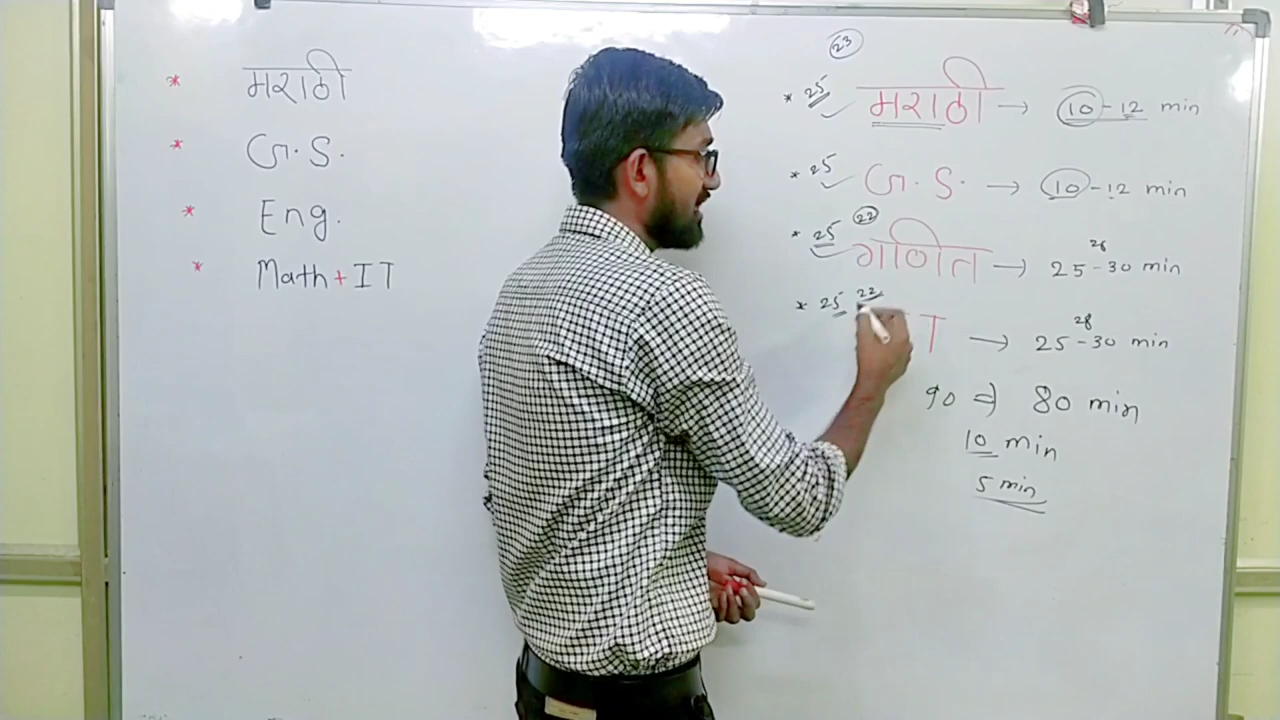 * मराठी
* G.S.
* Eng.
* Math + IT
23
* 25 मराठी → 10 - 12 min
* 25 G.S. → 10 - 12 min
22
* 25 गणित → 25 - 30 min
28
* 25 22 → 25 - 30 min
28
90 ⇒ 80 min
10 min
5 min